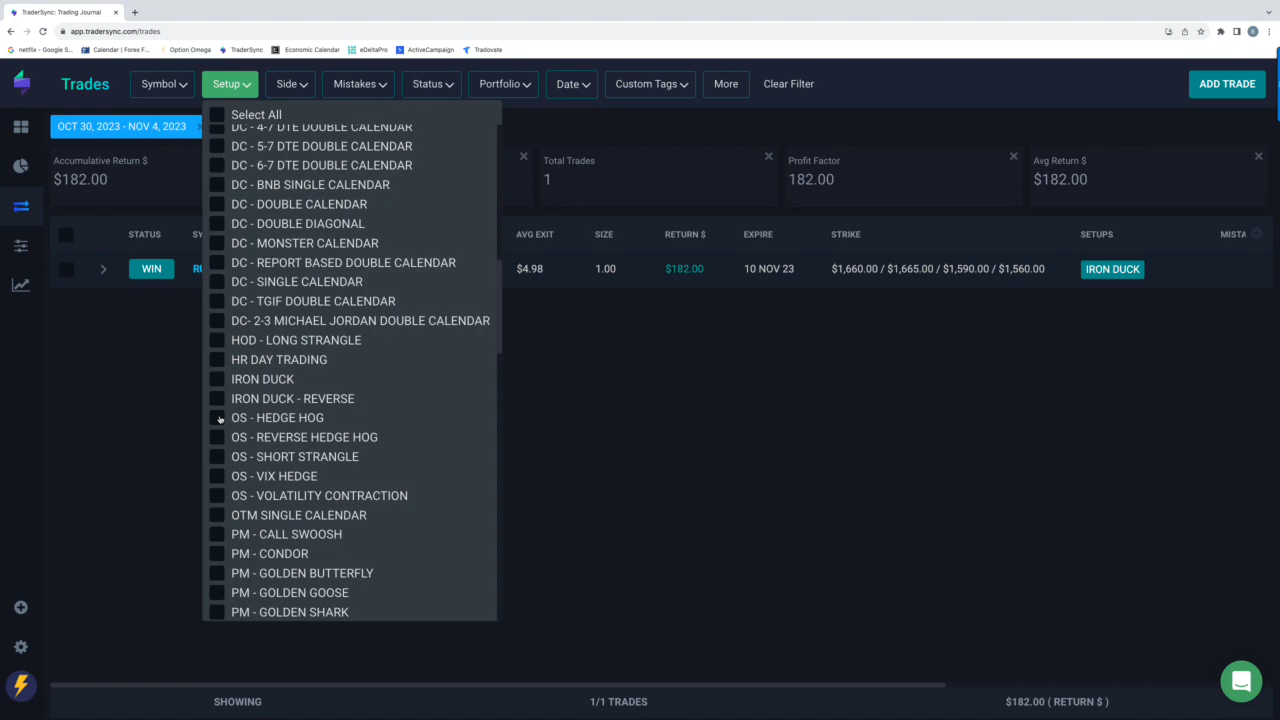 TraderSync: Trading Journal
app.tradersync.com/trades
netflix - Google S...
Calendar | Forex F...
Option Omega
TraderSync
Economic Calendar
eDeltaPro
ActiveCampaign
Tradovate
Trades
Symbol
Setup
Side
Mistakes
Status
Portfolio
Date
Custom Tags
More
Clear Filter
ADD TRADE
OCT 30, 2023 - NOV 4, 2023
Accumulative Return $
$182.00
Total Trades
1
Profit Factor
182.00
Avg Return $
$182.00
STATUS
SY
AVG EXIT
SIZE
RETURN $
EXPIRE
STRIKE
SETUPS
MISTA
WIN
RU
$4.98
1.00
$182.00
10 NOV 23
$1,660.00 / $1,665.00 / $1,590.00 / $1,560.00
IRON DUCK
Select All
DC - 4-7 DTE DOUBLE CALENDAR
DC - 5-7 DTE DOUBLE CALENDAR
DC - 6-7 DTE DOUBLE CALENDAR
DC - BNB SINGLE CALENDAR
DC - DOUBLE CALENDAR
DC - DOUBLE DIAGONAL
DC - MONSTER CALENDAR
DC - REPORT BASED DOUBLE CALENDAR
DC - SINGLE CALENDAR
DC - TGIF DOUBLE CALENDAR
DC- 2-3 MICHAEL JORDAN DOUBLE CALENDAR
HOD - LONG STRANGLE
HR DAY TRADING
IRON DUCK
IRON DUCK - REVERSE
OS - HEDGE HOG
OS - REVERSE HEDGE HOG
OS - SHORT STRANGLE
OS - VIX HEDGE
OS - VOLATILITY CONTRACTION
OTM SINGLE CALENDAR
PM - CALL SWOOSH
PM - CONDOR
PM - GOLDEN BUTTERFLY
PM - GOLDEN GOOSE
PM - GOLDEN SHARK
SHOWING
1/1 TRADES
$182.00 ( RETURN $ )